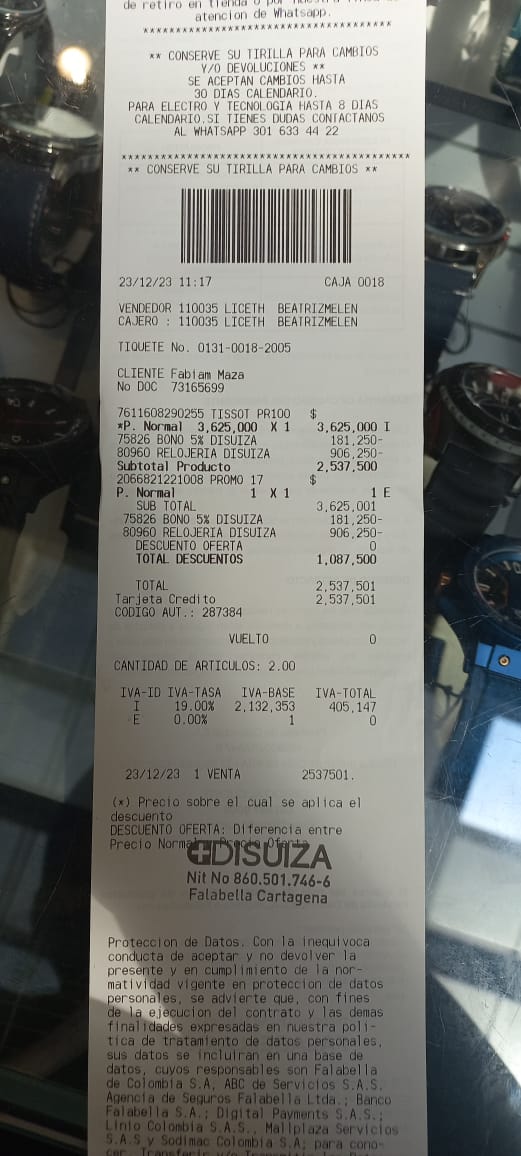 de retiro en tienda o por nuestra
atencion de Whatsapp.
***********************************
** CONSERVE SU TIRILLA PARA CAMBIOS
Y/O DEVOLUCIONES **
SE ACEPTAN CAMBIOS HASTA
30 DIAS CALENDARIO.
PARA ELECTRO Y TECNOLOGIA HASTA 8 DIAS
CALENDARIO.SI TIENES DUDAS CONTACTANOS
AL WHATSAPP 301 633 44 22
****************************************
** CONSERVE SU TIRILLA PARA CAMBIOS **
23/12/23 11:17 CAJA 0018
VENDEDOR 110035 LICETH BEATRIZMELEN
CAJERO : 110035 LICETH BEATRIZMELEN
TIQUETE No. 0131-0018-2005
CLIENTE Fabiam Maza
No DOC 73165699
7611608290255 TISSOT PR100 $
*P. Normal 3,625,000 X 1 3,625,000 I
75826 BONO 5% DISUIZA 181,250-
80960 RELOJERIA DISUIZA 906,250-
Subtotal Producto 2,537,500
2066821221008 PROMO 17 $
P. Normal 1 X 1 1 E
SUB TOTAL 3,625,001
75826 BONO 5% DISUIZA 181,250-
80960 RELOJERIA DISUIZA 906,250-
DESCUENTO OFERTA 0
TOTAL DESCUENTOS 1,087,500
TOTAL 2,537,501
Tarjeta Credito 2,537,501
CODIGO AUT.: 287384
VUELTO 0
CANTIDAD DE ARTICULOS: 2.00
IVA-ID IVA-TASA IVA-BASE IVA-TOTAL
I 19.00% 2,132,353 405,147
E 0.00% 1 0
23/12/23 1 VENTA 2537501.
(*) Precio sobre el cual se aplica el
descuento
DESCUENTO OFERTA: Diferencia entre
Precio Normal y Precio Oferta
DISUIZA
Nit No 860.501.746-6
Falabella Cartagena
Proteccion de Datos. Con la inequivoca
conducta de aceptar y no devolver la
presente y en cumplimiento de la nor-
matividad vigente en proteccion de datos
personales, se advierte que, con fines
de la ejecucion del contrato y las demas
finalidades expresadas en nuestra poli-
tica de tratamiento de datos personales,
sus datos se incluiran en una base de
datos, cuyos responsables son Falabella
de Colombia S.A, ABC de Servicios S.A.S.
Agencia de Seguros Falabella Ltda.; Banco
Falabella S.A.; Digital Payments S.A.S.;
Linio Colombia S.A.S., Mallplaza Servicios
S.A.S y Sodimac Colombia S.A; para cono-
cer,